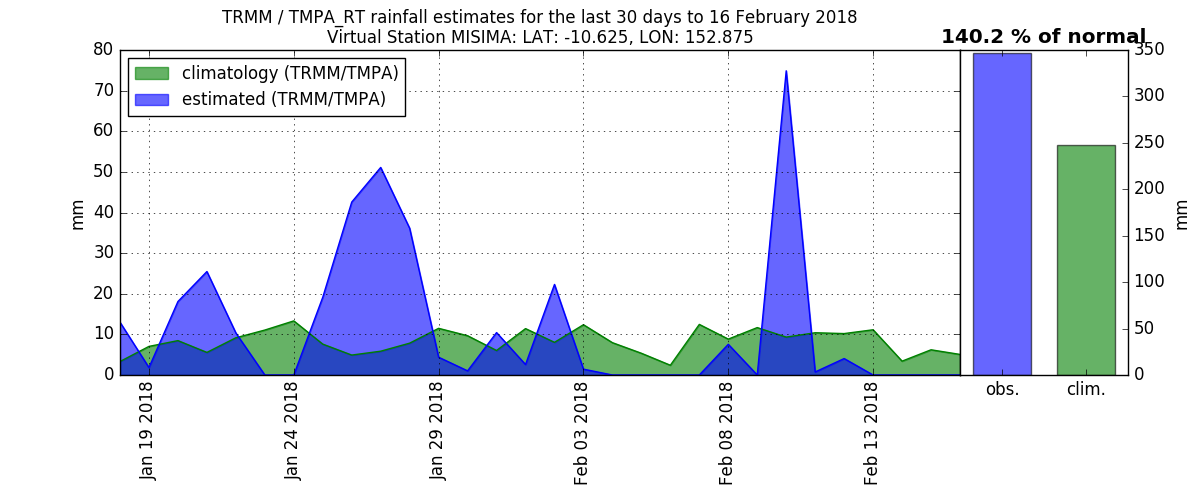 TRMM / TMPA_RT rainfall estimates for the last 30 days to 16 February 2018
Virtual Station MISIMA: LAT: -10.625, LON: 152.875
140.2 % of normal
climatology (TRMM/TMPA)
estimated (TRMM/TMPA)
80
70
60
50
40
30
20
10
0
mm
Jan 19 2018
Jan 24 2018
Jan 29 2018
Feb 03 2018
Feb 08 2018
Feb 13 2018
obs.
clim.
350
300
250
200
150
100
50
0
mm